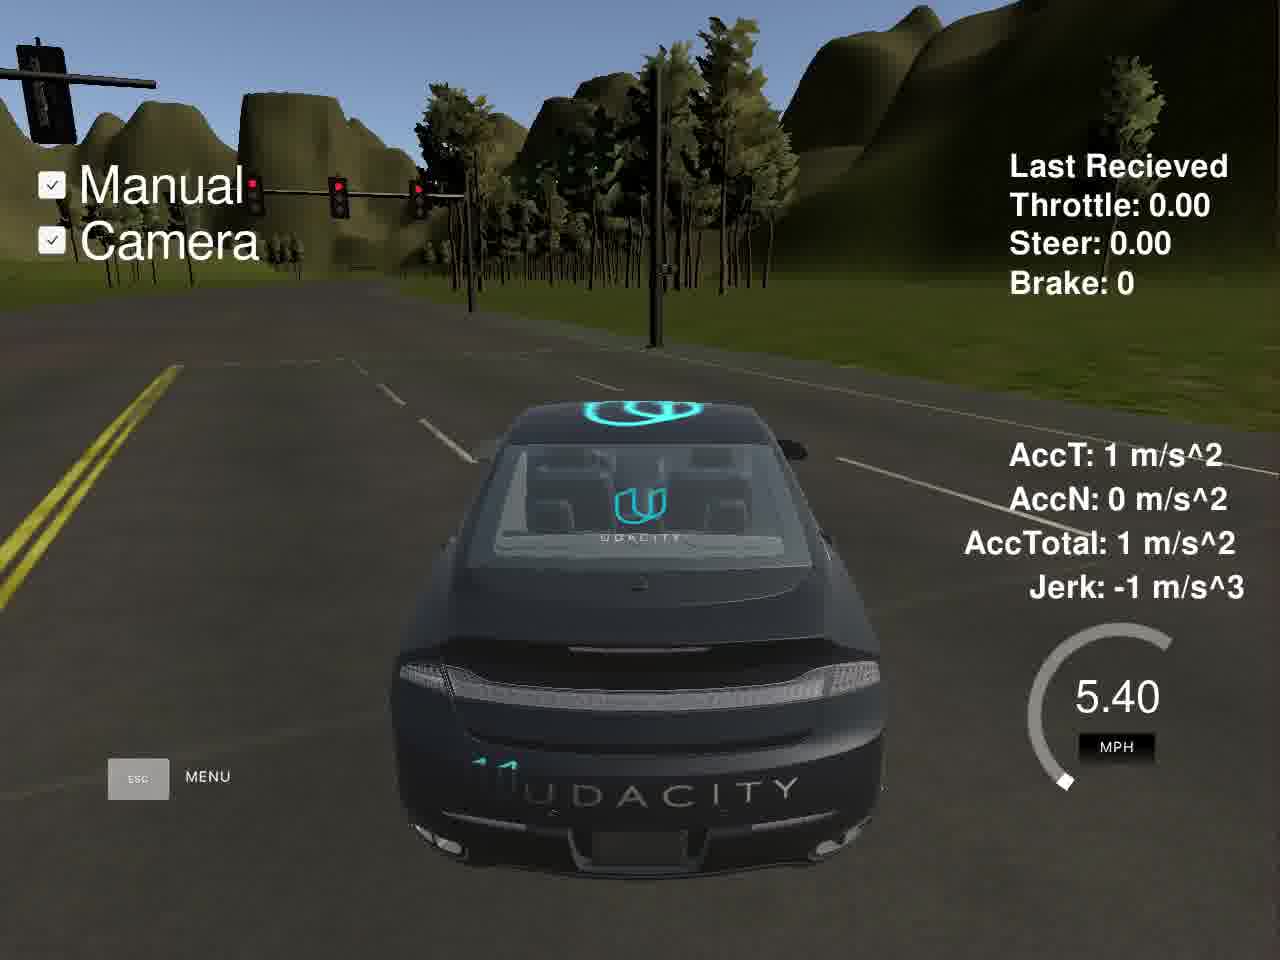 Manual
Camera
Last Recieved
Throttle: 0.00
Steer: 0.00
Brake: 0
AccT: 1 m/s^2
AccN: 0 m/s^2
AccTotal: 1 m/s^2
Jerk: -1 m/s^3
5.40
MPH
UDACITY
ESC MENU
UDACITY